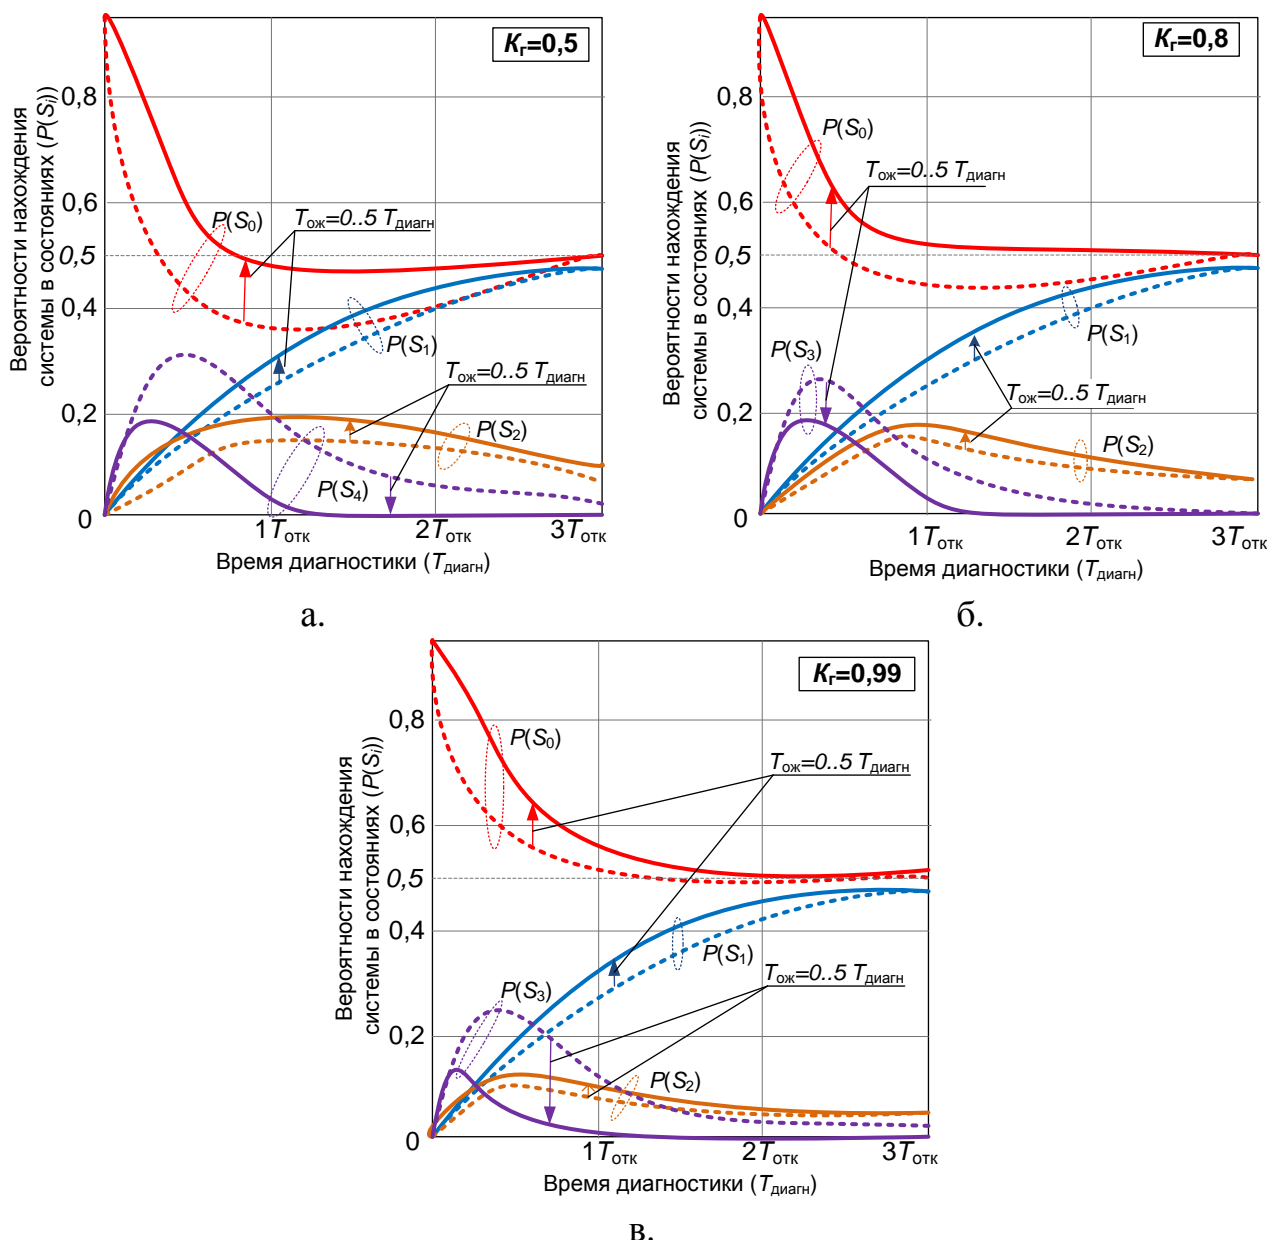 Kг=0,5
Вероятности нахождения
системы в состояниях (P(Si))
0,8
0,6
0,5
0,4
0,2
0
P(S0)
Tож=0..5 Tдиагн
P(S1)
Tож=0..5 Tдиагн
P(S2)
P(S4)
1Tотк
2Tотк
3Tотк
Время диагностики (Tдиагн)
а.
Kг=0,8
Вероятности нахождения
системы в состояниях (P(Si))
0,8
0,6
0,5
0,4
0,2
0
P(S0)
Tож=0..5 Tдиагн
P(S1)
P(S3)
Tож=0..5 Tдиагн
P(S2)
1Tотк
2Tотк
3Tотк
Время диагностики (Tдиагн)
б.
Kг=0,99
Вероятности нахождения
системы в состояниях (P(Si))
0,8
0,6
0,5
0,4
0,2
0
P(S0)
Tож=0..5 Tдиагн
P(S1)
Tож=0..5 Tдиагн
P(S3)
P(S2)
1Tотк
2Tотк
3Tотк
Время диагностики (Tдиагн)
в.